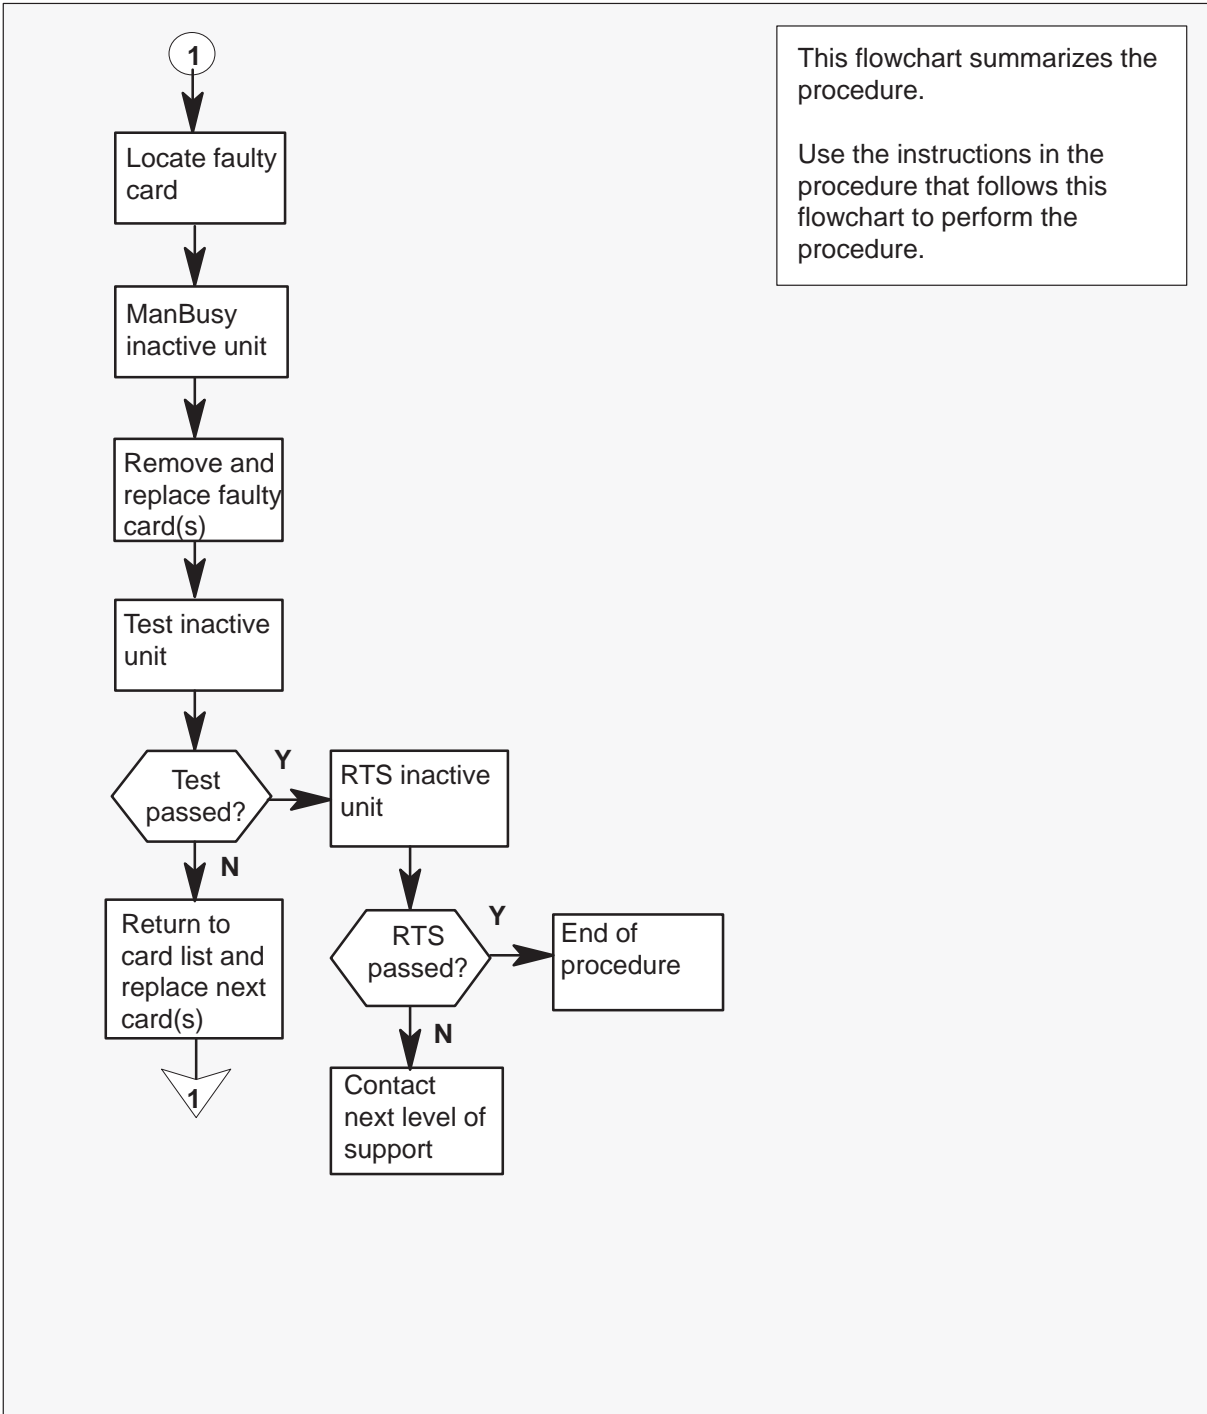 1
Locate faulty
card
ManBusy
inactive unit
Remove and
replace faulty
card(s)
Test inactive
unit
Test
passed?
Y
N
RTS inactive
unit
Return to
card list and
replace next
card(s)
1
RTS
passed?
Y
N
End of
procedure
Contact
next level of
support
This flowchart summarizes the
procedure.
Use the instructions in the
procedure that follows this
flowchart to perform the
procedure.